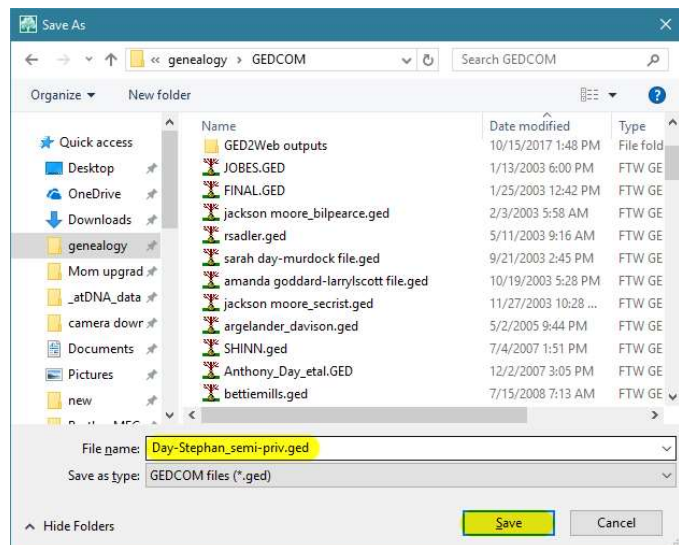 Save As
« genealogy › GEDCOM Search GEDCOM
Organize New folder
Name Date modified Type
Quick access GED2Web outputs 10/15/2017 1:48 PM File fold
Desktop JOBES.GED 1/13/2003 6:00 PM FTW GE
OneDrive FINAL.GED 1/25/2003 12:42 PM FTW GE
Downloads jackson moore_bilpearce.ged 2/3/2003 5:58 AM FTW GE
genealogy rsadler.ged 5/11/2003 9:16 AM FTW GE
Mom upgrad sarah day-murdock file.ged 9/21/2003 2:45 PM FTW GE
_atDNA_data amanda goddard-larrylscott file.ged 10/19/2003 5:28 PM FTW GE
camera dowr jackson moore_secrist.ged 11/27/2003 10:28 ... FTW GE
Documents argelander_davison.ged 5/2/2005 9:44 PM FTW GE
Pictures SHINN.ged 7/4/2007 1:51 PM FTW GE
new Anthony_Day_etal.GED 12/2/2007 3:05 PM FTW GE
bettiemills.ged 7/15/2008 7:13 AM FTW GE
File name: Day-Stephan_semi-priv.ged
Save as type: GEDCOM files (*.ged)
Hide Folders Save Cancel